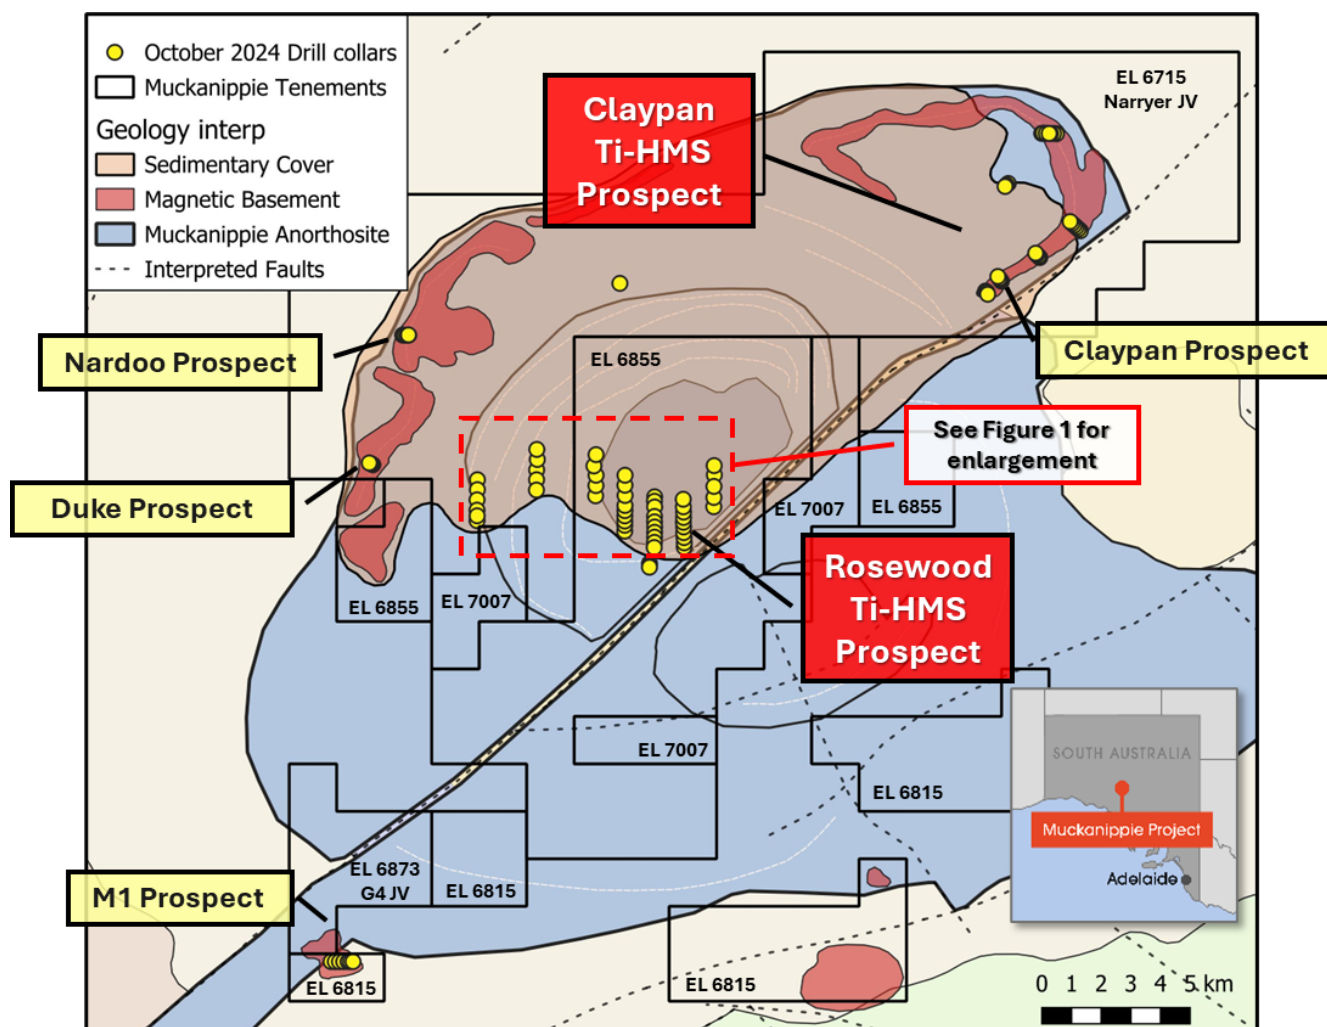 October 2024 Drill collars
Muckanippie Tenements
Geology interp
Sedimentary Cover
Magnetic Basement
Muckanippie Anorthosite
Interpreted Faults
Claypan
Ti-HMS
Prospect
EL 6715
Narryer JV
Nardoo Prospect
EL 6855
Claypan Prospect
See Figure 1 for
enlargement
Duke Prospect
EL 7007
EL 6855
Rosewood
Ti-HMS
Prospect
EL 6855
EL 7007
EL 7007
EL 6815
SOUTH AUSTRALIA
Muckanippie Project
Adelaide
EL 6873
G4 JV
EL 6815
M1 Prospect
EL 6815
EL 6815
0 1 2 3 4 5 km